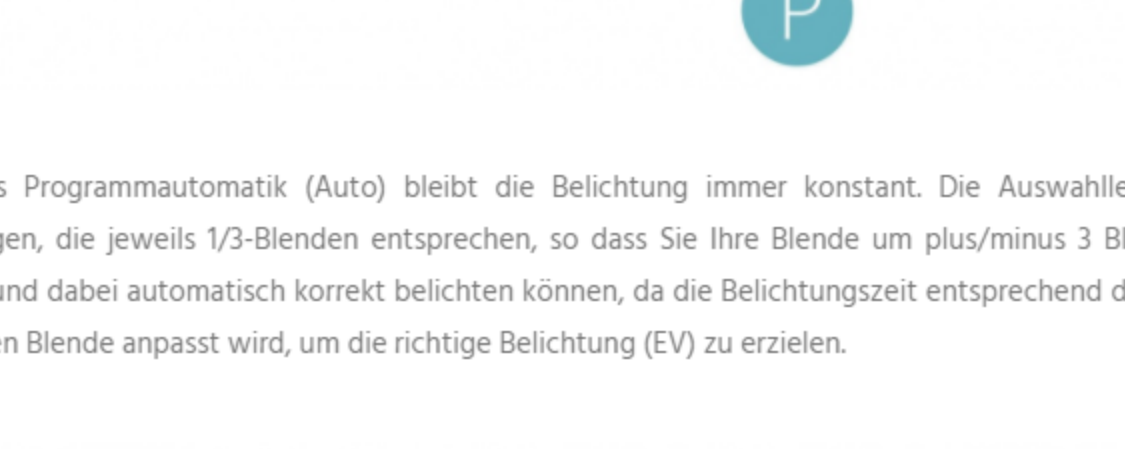 P
s Programmautomatik (Auto) bleibt die Belichtung immer konstant. Die Auswahlle
gen, die jeweils 1/3-Blenden entsprechen, so dass Sie Ihre Blende um plus/minus 3 Bl
und dabei automatisch korrekt belichten können, da die Belichtungszeit entsprechend d
en Blende anpasst wird, um die richtige Belichtung (EV) zu erzielen.